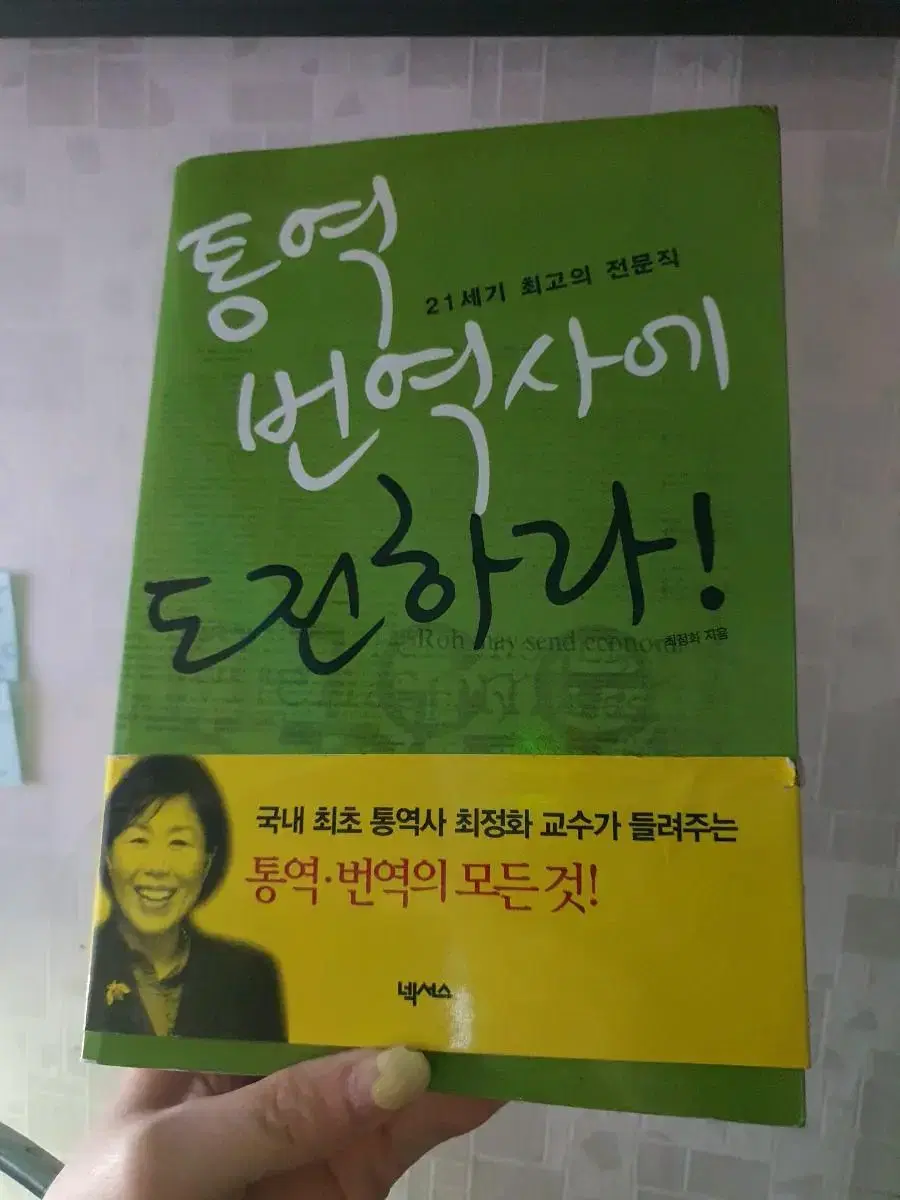 통역
21세기 최고의 전문직
번역사에
도전하라!
최정화 지음
Roh may send econom
국내 최초 통역사 최정화 교수가 들려주는
통역·번역의 모든 것!
넥서스